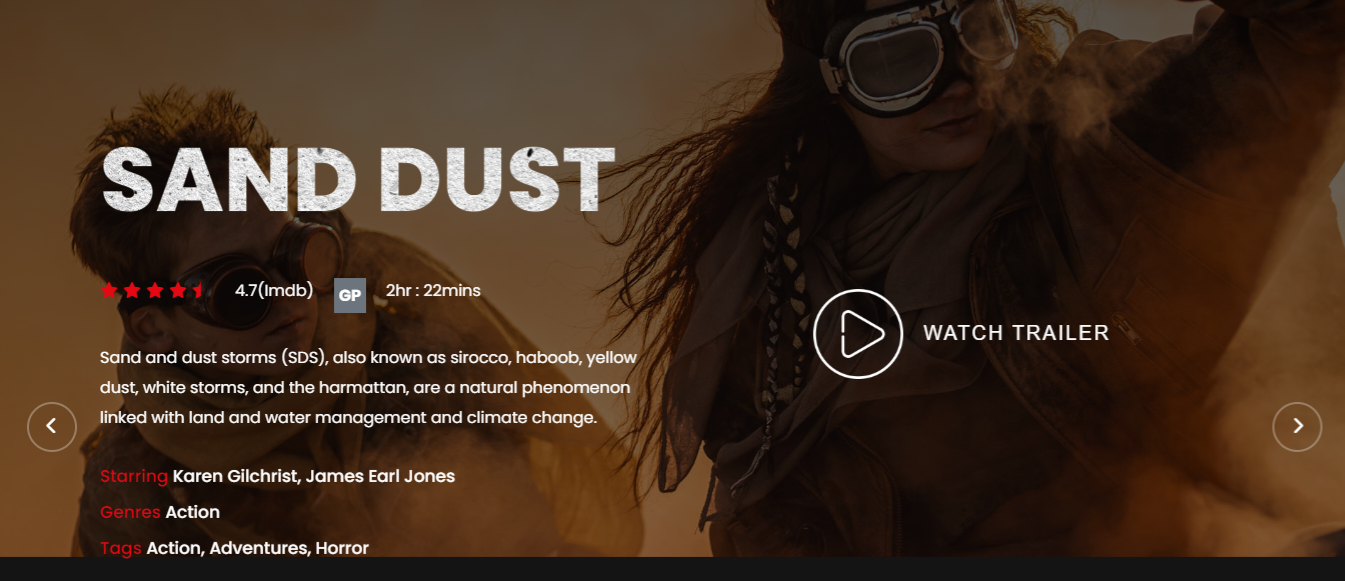 SAND DUST
4.7(Imdb) GP 2hr : 22mins
Sand and dust storms (SDS), also known as sirocco, haboob, yellow
dust, white storms, and the harmattan, are a natural phenomenon
linked with land and water management and climate change.
WATCH TRAILER
Starring Karen Gilchrist, James Earl Jones
Genres Action
Tags Action, Adventures, Horror